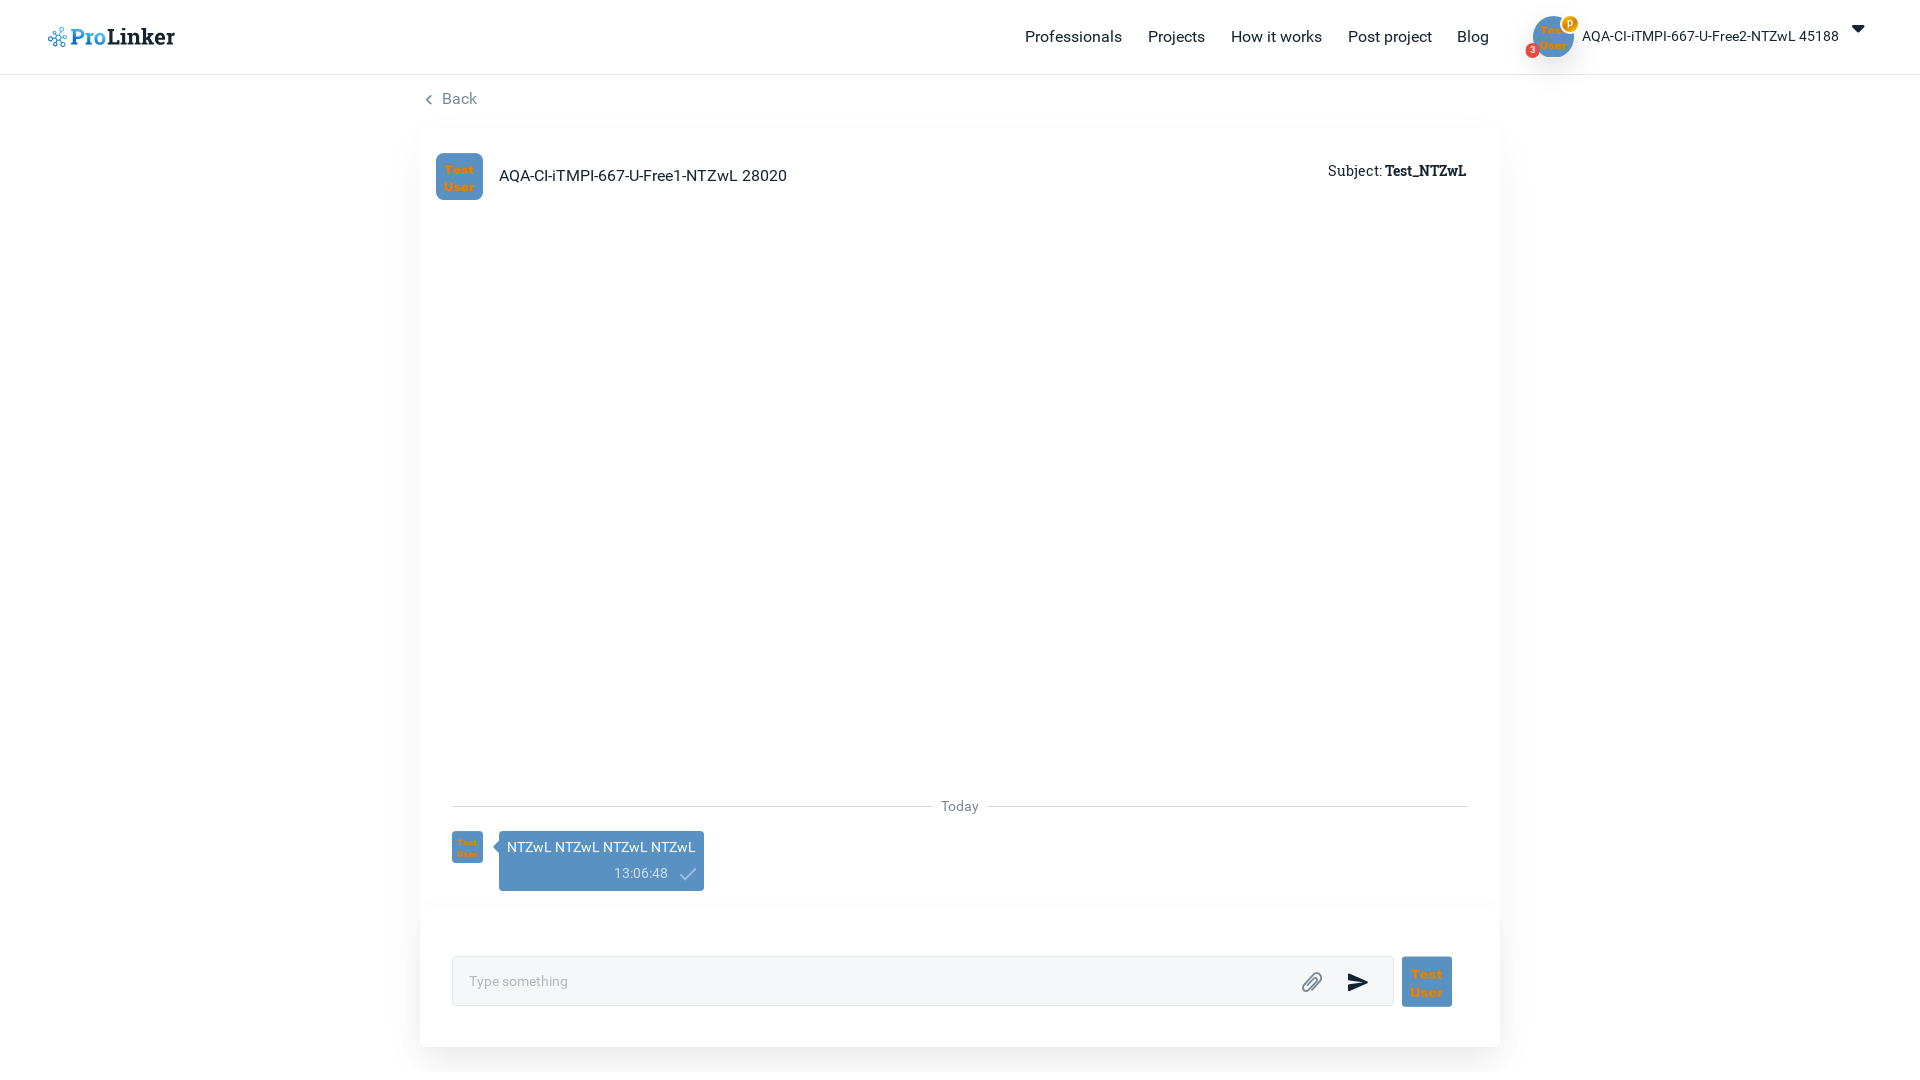 ProLinker
Professionals
Projects
How it works
Post project
Blog
Test
User
P
3
AQA-CI-iTMPI-667-U-Free2-NTZwL 45188
Back
Test
User
AQA-CI-iTMPI-667-U-Free1-NTZwL 28020
Subject: Test_NTZwL
Today
Test
User
NTZwL NTZwL NTZwL NTZwL
13:06:48
Type something
Test
User